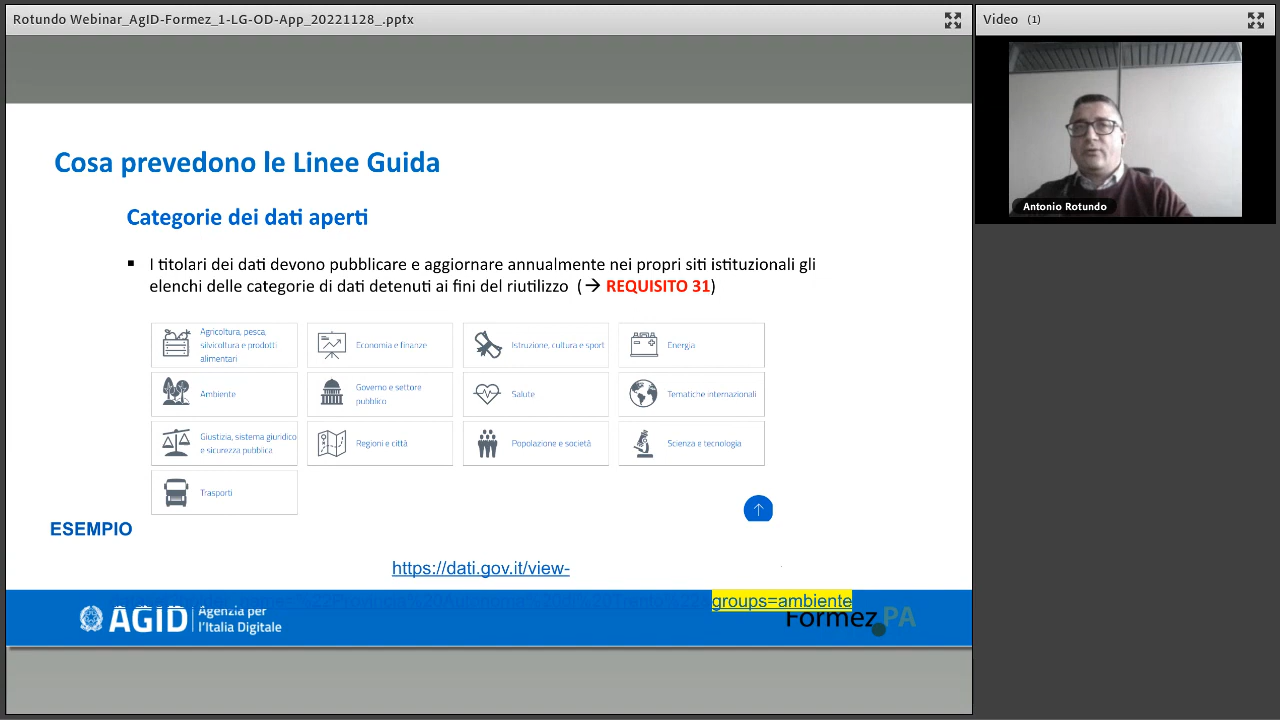 Rotundo Webinar_AgID-Formez_1-LG-OD-App_20221128_.pptx
Video (1)
Antonio Rotundo
Cosa prevedono le Linee Guida
Categorie dei dati aperti
I titolari dei dati devono pubblicare e aggiornare annualmente nei propri siti istituzionali gli
elenchi delle categorie di dati detenuti ai fini del riutilizzo (→ REQUISITO 31)
Agricoltura, pesca,
silvicoltura e prodotti
alimentari
Economia e finanze
Istruzione, cultura e sport
Energia
Ambiente
Governo e settore
pubblico
Salute
Tematiche internazionali
Giustizia, sistema giuridico
e sicurezza pubblica
Regioni e città
Popolazione e società
Scienza e tecnologia
Trasporti
ESEMPIO
https://dati.gov.it/view-
groups=ambiente
AGID
Agenzia per
l'Italia Digitale
Formez PA